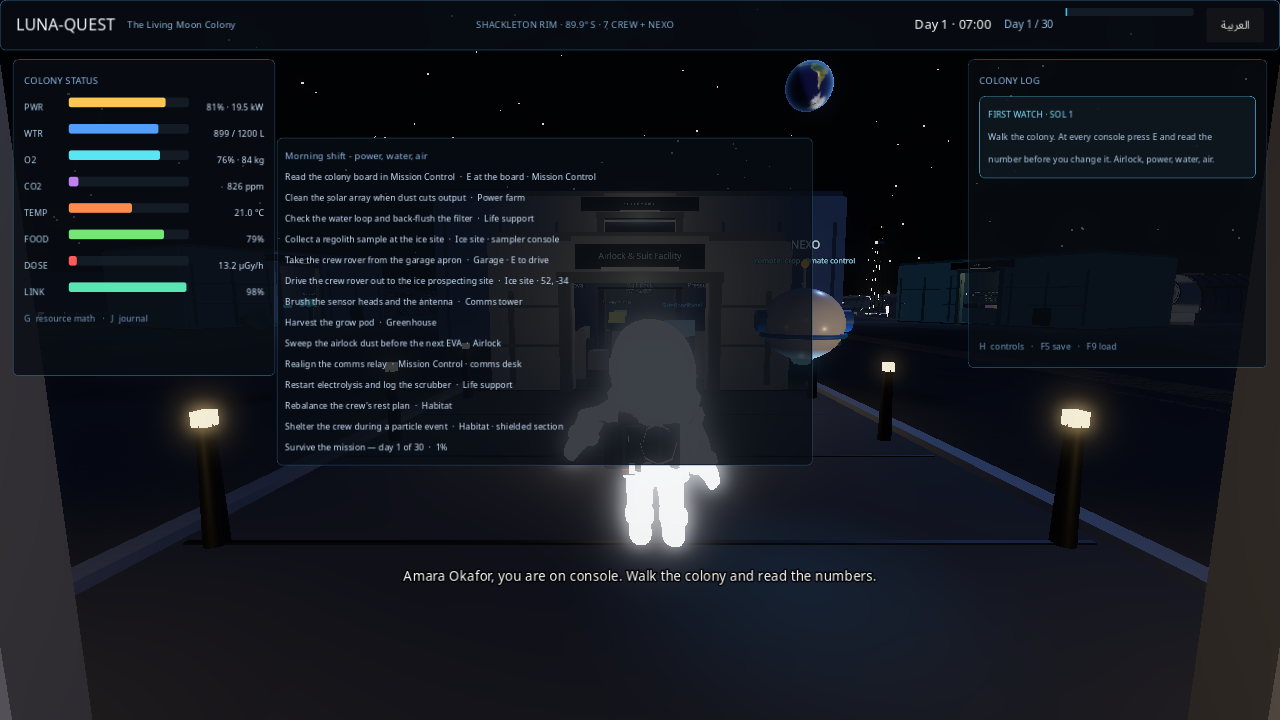 LUNA-QUEST The Living Moon Colony
SHACKLETON RIM · 89.9° S · 7 CREW + NEXO
Day 1 · 07:00 Day 1 / 30
العربية
COLONY STATUS
PWR 81% · 19.5 kW
WTR 899 / 1200 L
O2 76% · 84 kg
CO2 826 ppm
TEMP 21.0 °C
FOOD 79%
DOSE 13.2 µGy/h
LINK 98%
G resource math · J journal
Morning shift - power, water, air
Read the colony board in Mission Control · E at the board · Mission Control
Clean the solar array when dust cuts output · Power farm
Check the water loop and back-flush the filter · Life support
Collect a regolith sample at the ice site · Ice site · sampler console
Take the crew rover from the garage apron · Garage · E to drive
Drive the crew rover out to the ice prospecting site · Ice site · 52, -34
Brush the sensor heads and the antenna · Comms tower
Harvest the grow pod · Greenhouse
Sweep the airlock dust before the next EVA · Airlock
Realign the comms relay · Mission Control · comms desk
Restart electrolysis and log the scrubber · Life support
Rebalance the crew's rest plan · Habitat
Shelter the crew during a particle event · Habitat · shielded section
Survive the mission — day 1 of 30 · 1%
Airlock & Suit Facility
NEXO
climate control
COLONY LOG
FIRST WATCH · SOL 1
Walk the colony. At every console press E and read the
number before you change it. Airlock, power, water, air.
H controls · F5 save · F9 load
Amara Okafor, you are on console. Walk the colony and read the numbers.